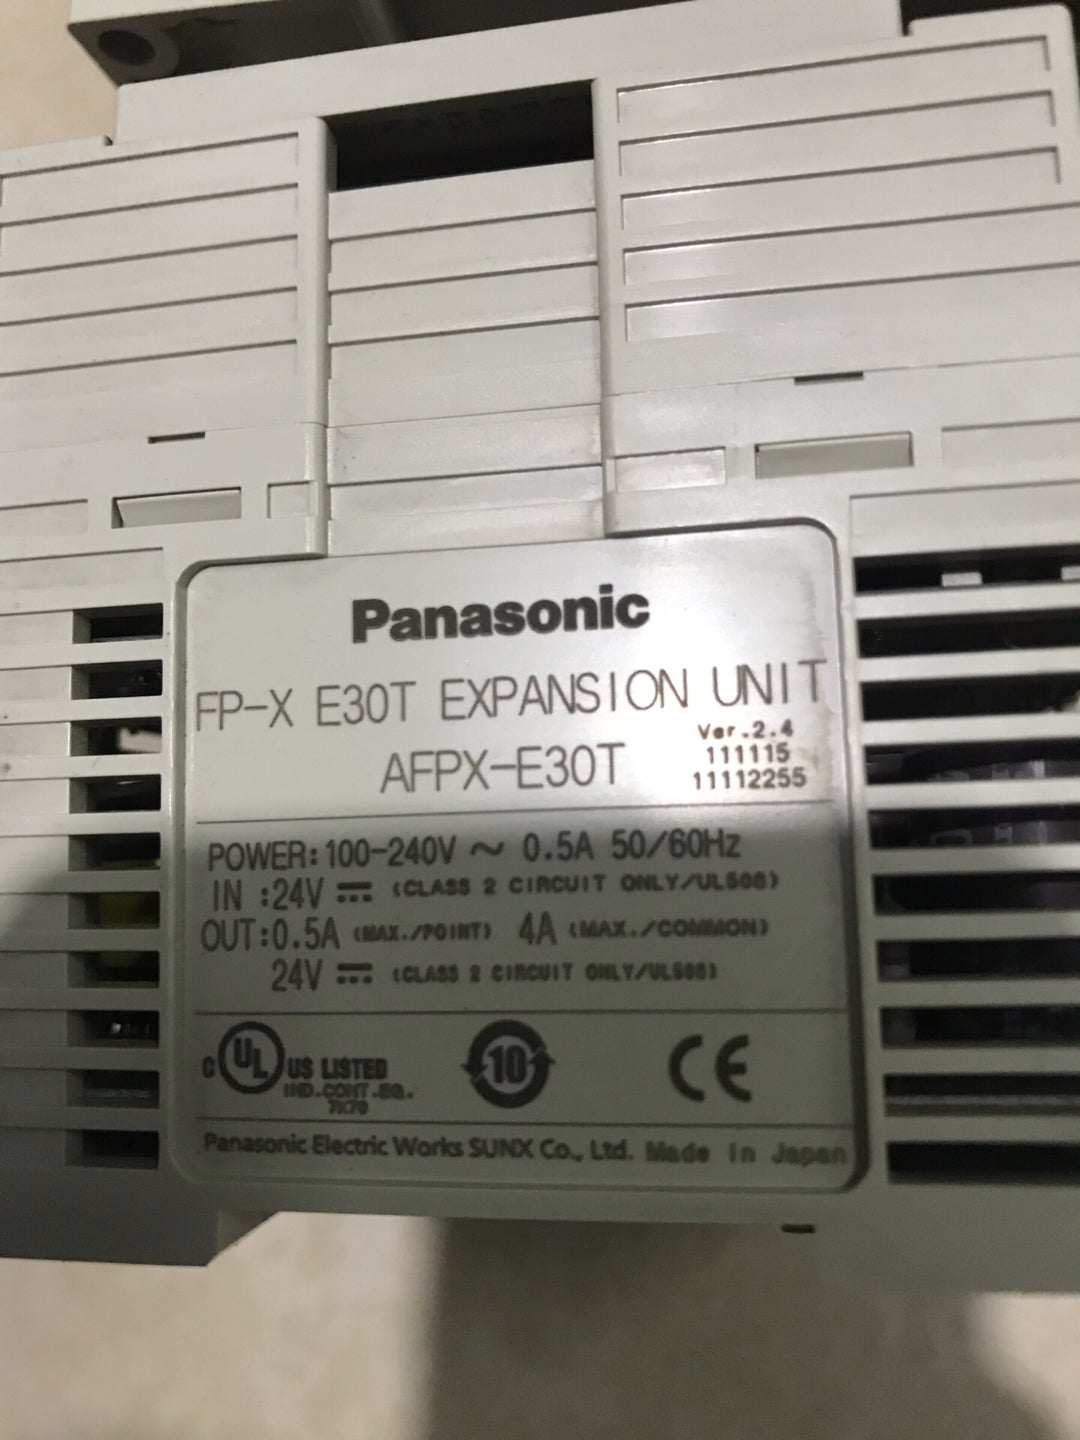 Panasonic
FP-X E30T EXPANSION UNIT
Ver.2.4
AFPX-E30T 111115
11112255
POWER:100-240V ~ 0.5A 50/60Hz
IN :24V ⎓ (CLASS 2 CIRCUIT ONLY/UL508)
OUT:0.5A (MAX./POINT) 4A (MAX./COMMON)
24V ⎓ (CLASS 2 CIRCUIT ONLY/UL508)
C UL US LISTED 10 CE
IND.CONT.EQ.
7K70
Panasonic Electric Works SUNX Co., Ltd. Made in Japan